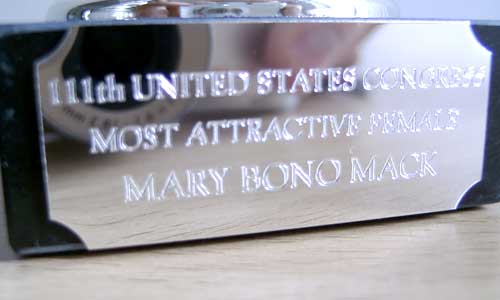 111th UNITED STATES CONGRESS
MOST ATTRACTIVE FEMALE
MARY BONO MACK